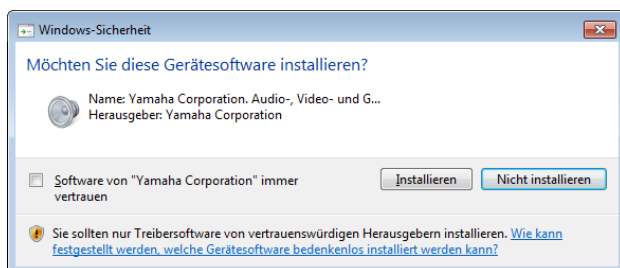 Windows-Sicherheit
Möchten Sie diese Gerätesoftware installieren?
Name: Yamaha Corporation. Audio-, Video- und G...
Herausgeber: Yamaha Corporation
Software von "Yamaha Corporation" immer
vertrauen
Installieren
Nicht installieren
Sie sollten nur Treibersoftware von vertrauenswürdigen Herausgebern installieren. Wie kann
festgestellt werden, welche Gerätesoftware bedenkenlos installiert werden kann?